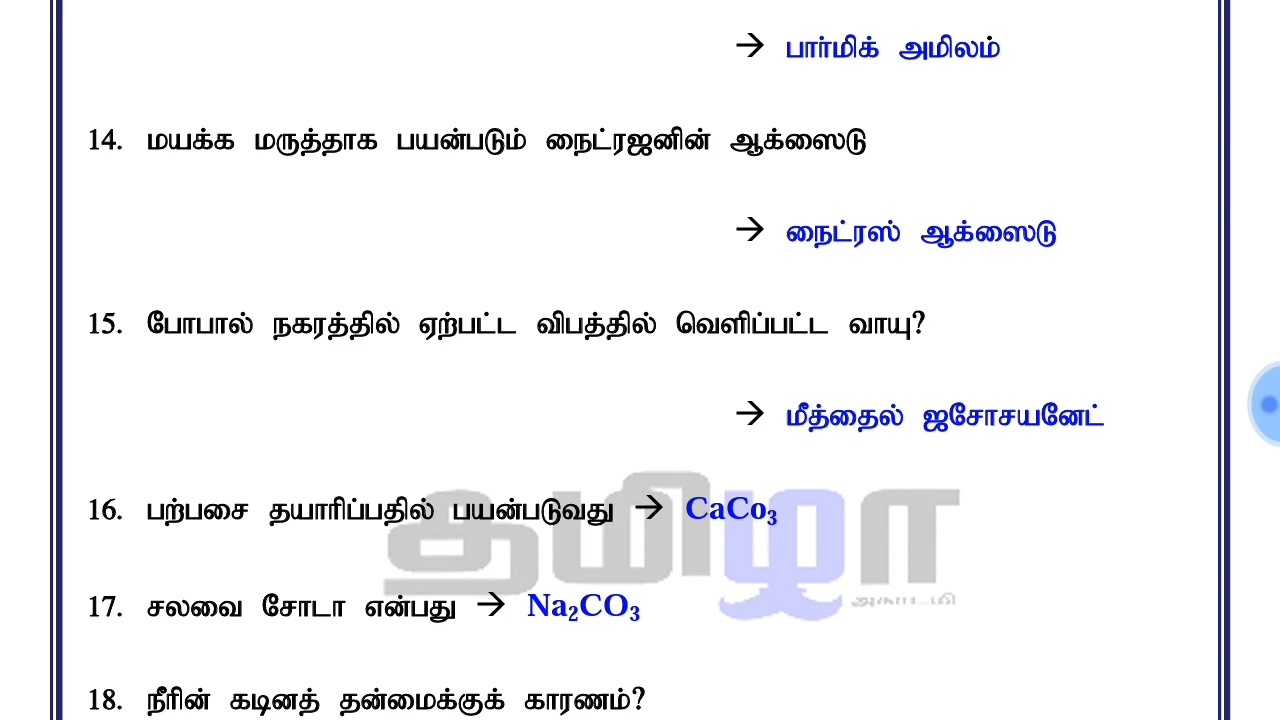 → பார்மிக் அமிலம்
14. மயக்க மருத்தாக பயன்படும் நைட்ரஜனின் ஆக்ஸைடு
→ நைட்ரஸ் ஆக்ஸைடு
15. போபால் நகரத்தில் ஏற்பட்ட விபத்தில் வெளிப்பட்ட வாயு?
→ மீத்தைல் ஐசோசயனேட்
16. பற்பசை தயாரிப்பதில் பயன்படுவது → CaCo₃
தமிழா
அகாடமி
17. சலவை சோடா என்பது → Na₂CO₃
18. நீரின் கடினத் தன்மைக்குக் காரணம்?